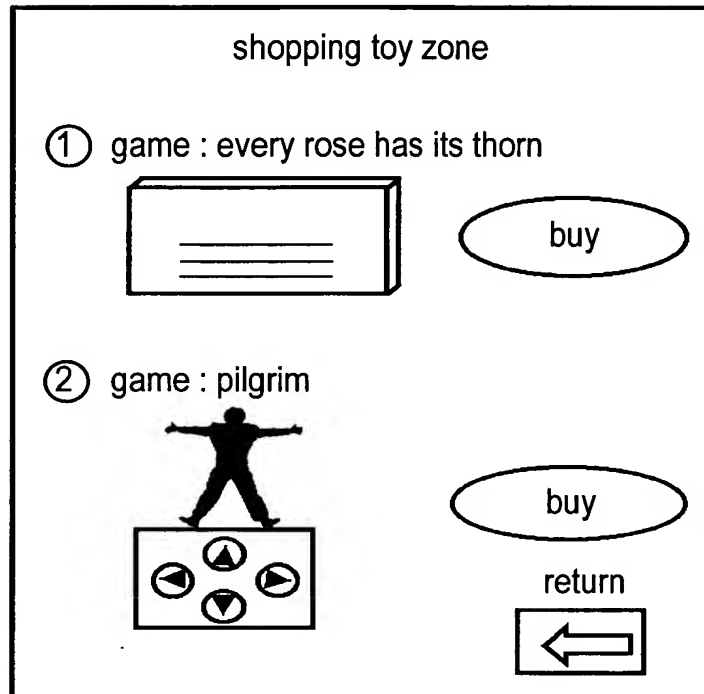 shopping toy zone
1 game : every rose has its thorn
buy
2 game : pilgrim
buy
return